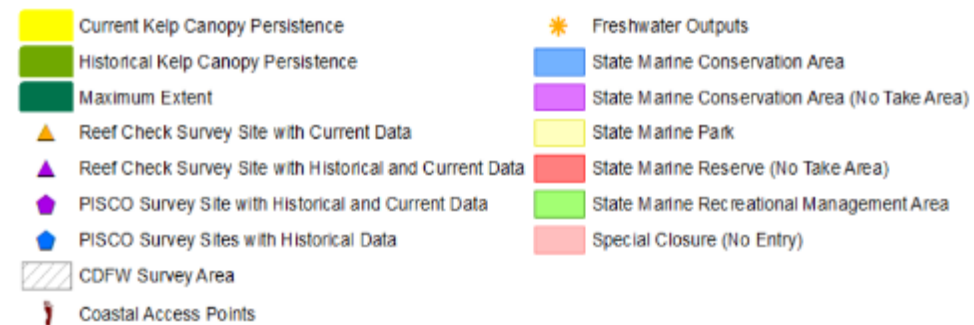 Current Kelp Canopy Persistence
Historical Kelp Canopy Persistence
Maximum Extent
Reef Check Survey Site with Current Data
Reef Check Survey Site with Historical and Current Data
PISCO Survey Site with Historical and Current Data
PISCO Survey Sites with Historical Data
CDFW Survey Area
Coastal Access Points
Freshwater Outputs
State Marine Conservation Area
State Marine Conservation Area (No Take Area)
State Marine Park
State Marine Reserve (No Take Area)
State Marine Recreational Management Area
Special Closure (No Entry)